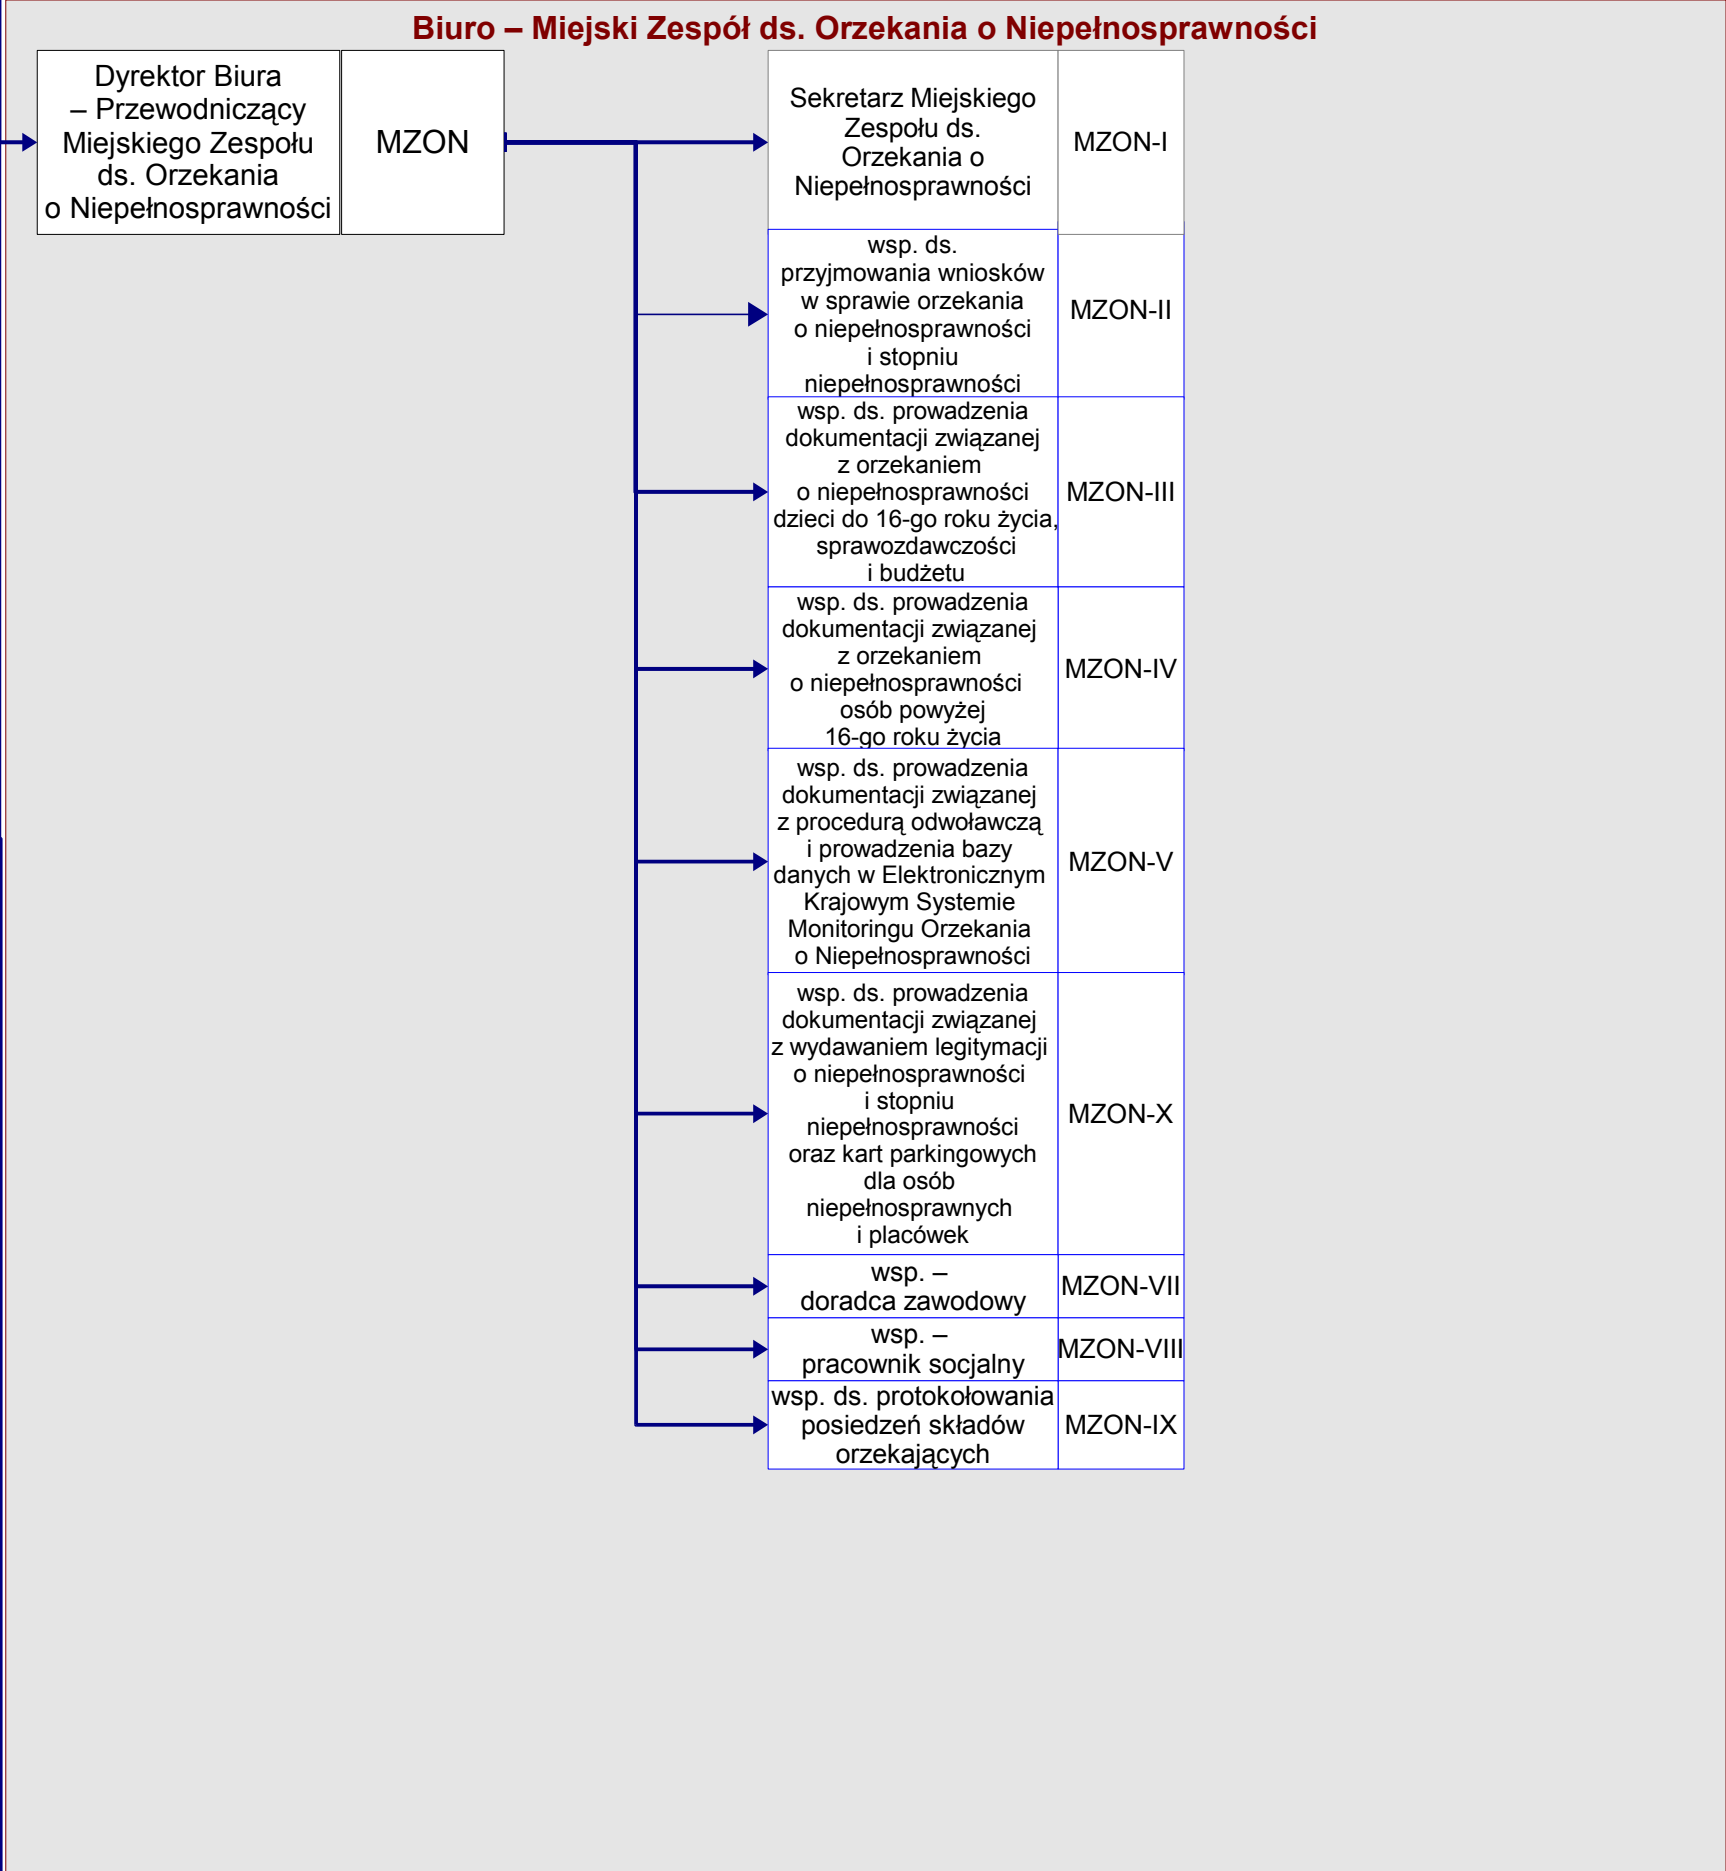 Biuro – Miejski Zespół ds. Orzekania o Niepełnosprawności
Dyrektor Biura
– Przewodniczący
Miejskiego Zespołu
ds. Orzekania
o Niepełnosprawności
MZON
Sekretarz Miejskiego
Zespołu ds.
Orzekania o
Niepełnosprawności
MZON-I
wsp. ds.
przyjmowania wniosków
w sprawie orzekania
o niepełnosprawności
i stopniu
niepełnosprawności
MZON-II
wsp. ds. prowadzenia
dokumentacji związanej
z orzekaniem
o niepełnosprawności
dzieci do 16-go roku życia,
sprawozdawczości
i budżetu
MZON-III
wsp. ds. prowadzenia
dokumentacji związanej
z orzekaniem
o niepełnosprawności
osób powyżej
16-go roku życia
MZON-IV
wsp. ds. prowadzenia
dokumentacji związanej
z procedurą odwoławczą
i prowadzenia bazy
danych w Elektronicznym
Krajowym Systemie
Monitoringu Orzekania
o Niepełnosprawności
MZON-V
wsp. ds. prowadzenia
dokumentacji związanej
z wydawaniem legitymacji
o niepełnosprawności
i stopniu
niepełnosprawności
oraz kart parkingowych
dla osób
niepełnosprawnych
i placówek
MZON-X
wsp. –
doradca zawodowy
MZON-VII
wsp. –
pracownik socjalny
MZON-VIII
wsp. ds. protokołowania
posiedzeń składów
orzekających
MZON-IX